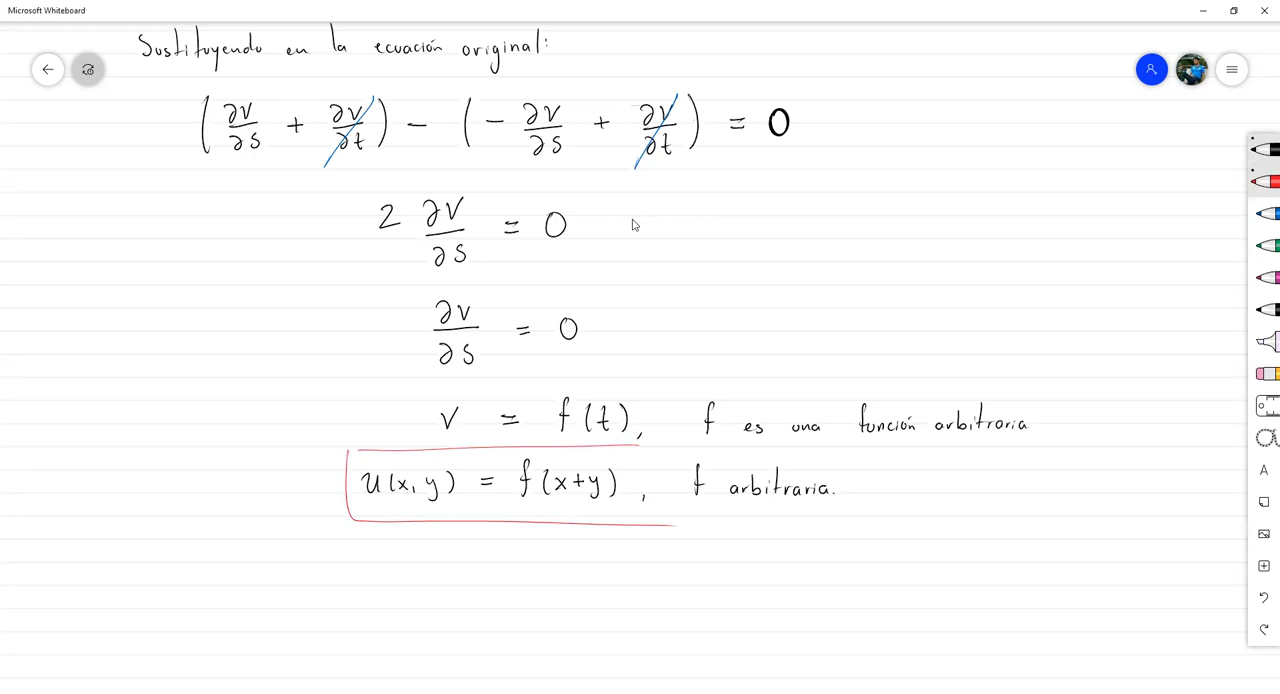 Microsoft Whiteboard
Sustituyendo en la ecuación original:
(∂v/∂s + ∂v/∂t) - (- ∂v/∂s + ∂v/∂t) = 0
2 ∂v/∂s = 0
∂v/∂s = 0
v = f(t), f es una función arbitraria
u(x,y) = f(x+y), f arbitraria.
A